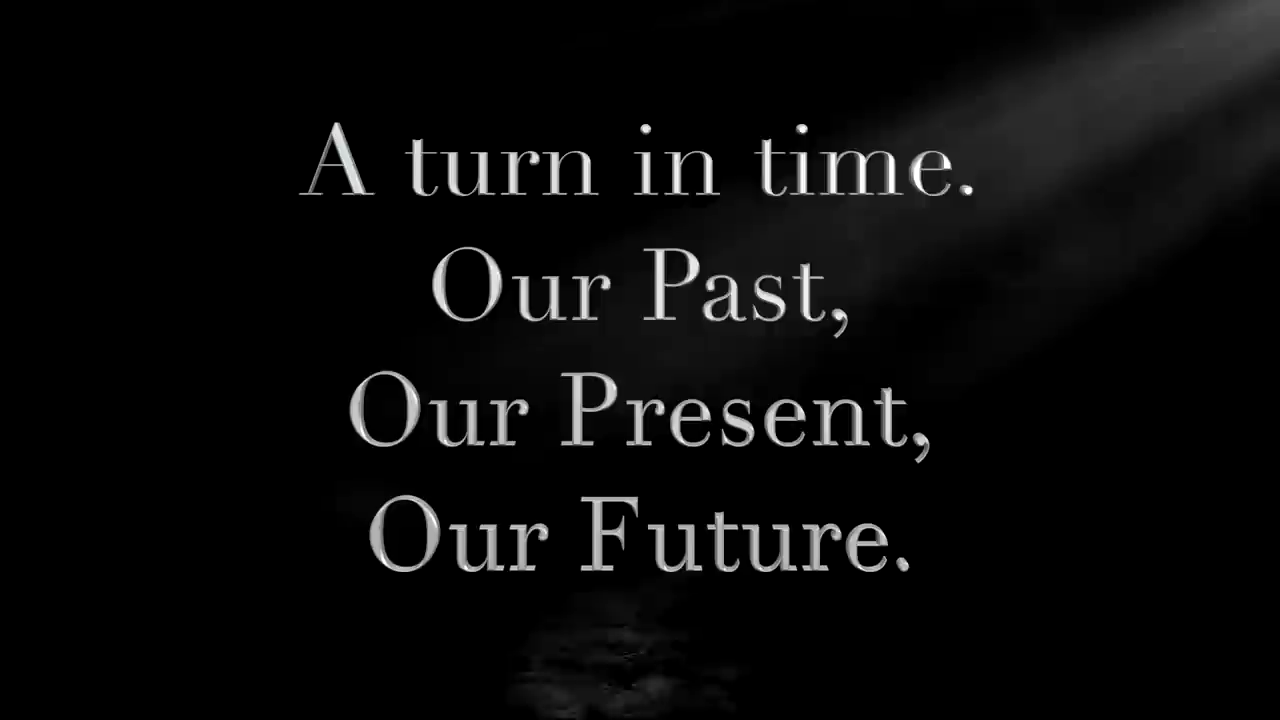 A turn in time.
Our Past,
Our Present,
Our Future.